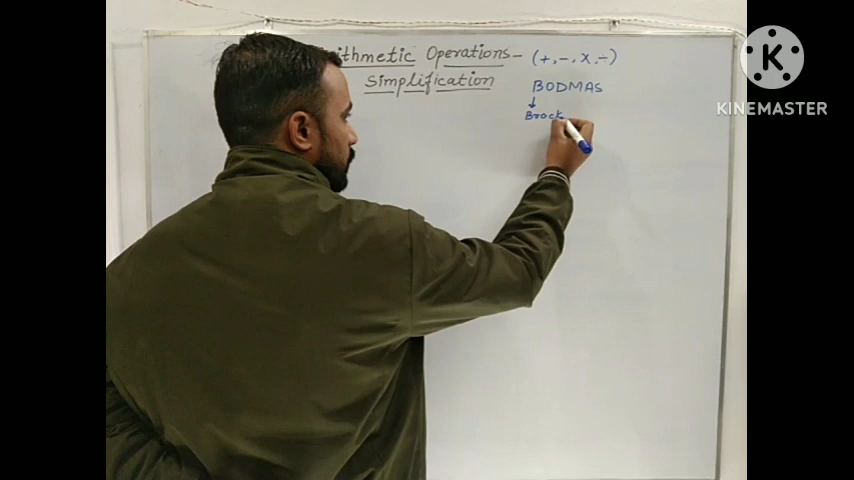 ithmetic Operations- (+, -, x, ÷)
Simplification
BODMAS
↓
Brack
K
KINEMASTER